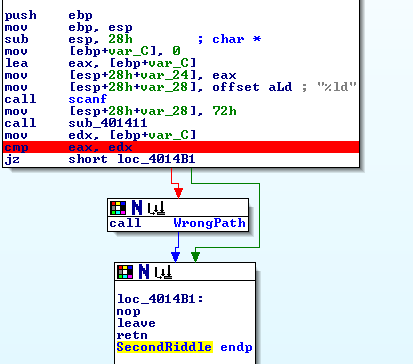 push ebp
mov ebp, esp
sub esp, 28h ; char *
mov [ebp+var_C], 0
lea eax, [ebp+var_C]
mov [esp+28h+var_24], eax
mov [esp+28h+var_28], offset aLd ; "%ld"
call scanf
mov [esp+28h+var_28], 72h
call sub_401411
mov edx, [ebp+var_C]
cmp eax, edx
jz short loc_4014B1
call WrongPath
loc_4014B1:
nop
leave
retn
SecondRiddle endp